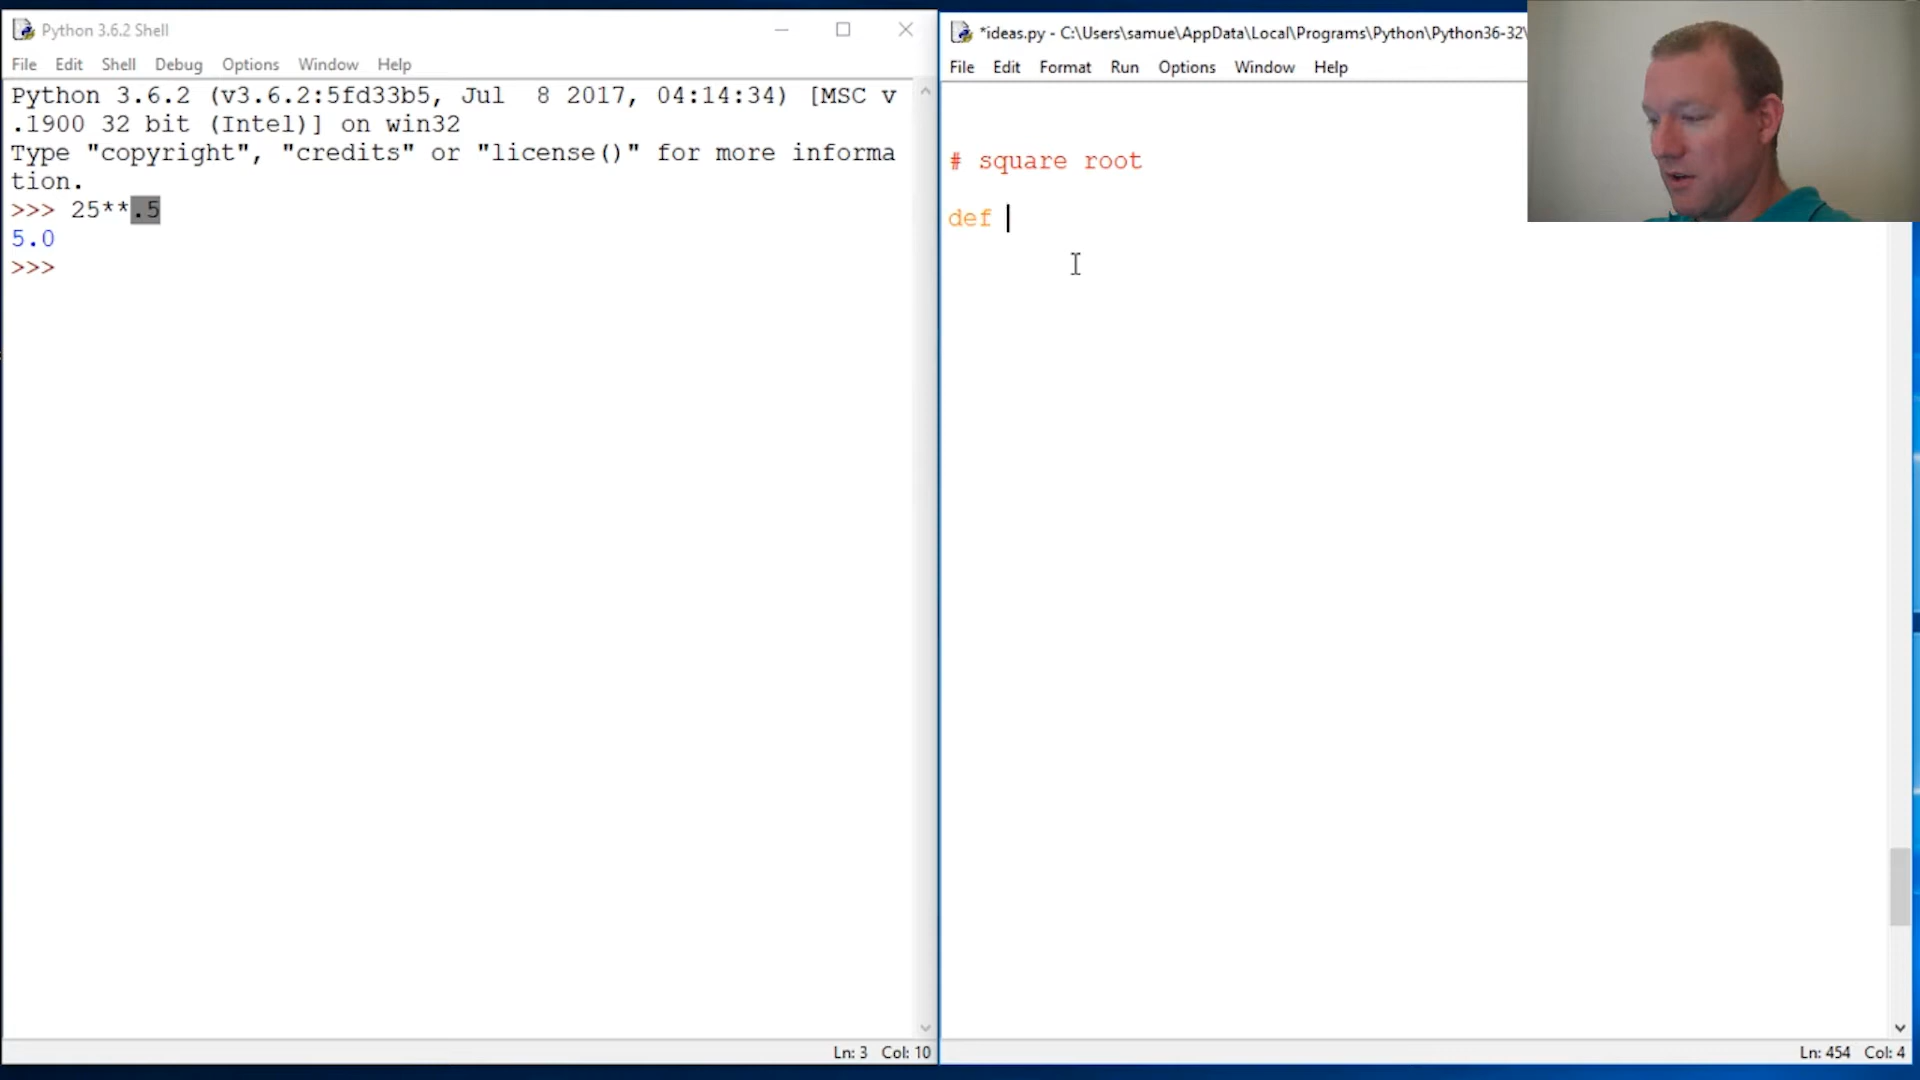 Python 3.6.2 Shell
File Edit Shell Debug Options Window Help
Python 3.6.2 (v3.6.2:5fd33b5, Jul  8 2017, 04:14:34) [MSC v
.1900 32 bit (Intel)] on win32
Type "copyright", "credits" or "license()" for more informa
tion.
>>> 25**.5
5.0
>>>
Ln: 3 Col: 10
*ideas.py - C:\Users\samue\AppData\Local\Programs\Python\Python36-32\
File Edit Format Run Options Window Help
# square root
def
Ln: 454 Col: 4